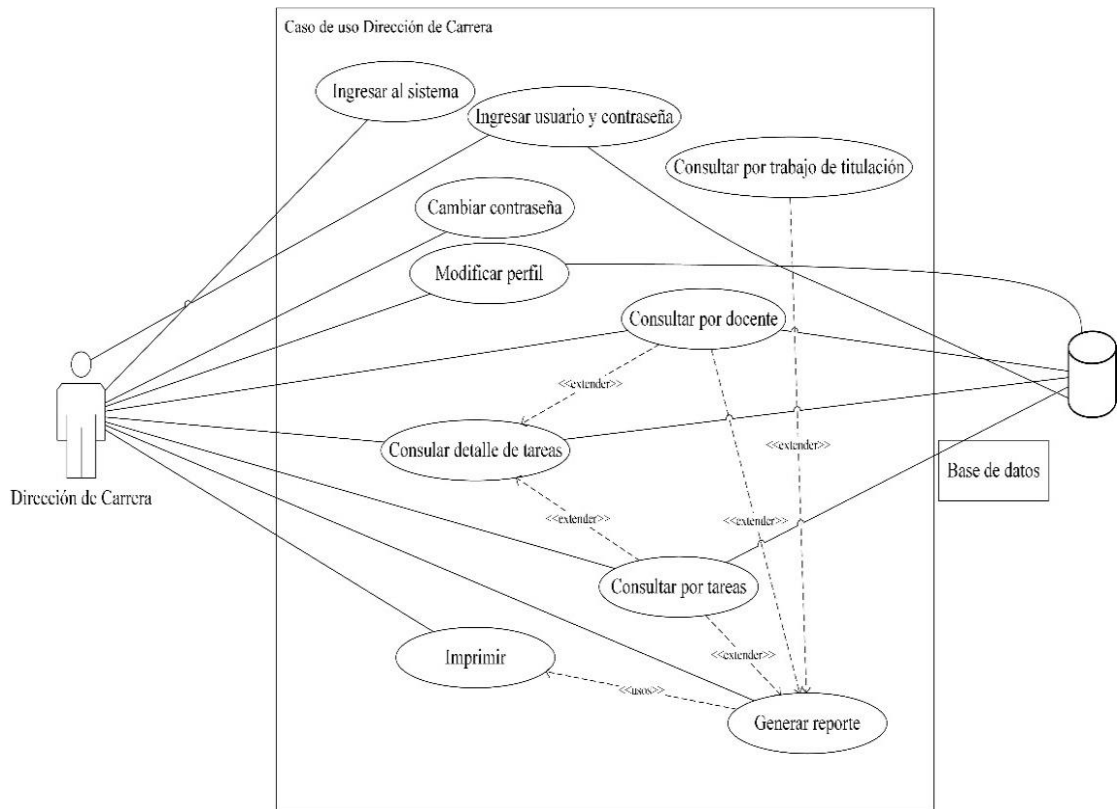 Caso de uso Dirección de Carrera
Ingresar al sistema
Ingresar usuario y contraseña
Consultar por trabajo de titulación
Cambiar contraseña
Modificar perfil
Consultar por docente
<<extender>>
Consular detalle de tareas
<<extender>>
Base de datos
Dirección de Carrera
<<extender>>
<<extender>>
Consultar por tareas
Imprimir
<<extender>>
<<usos>>
Generar reporte